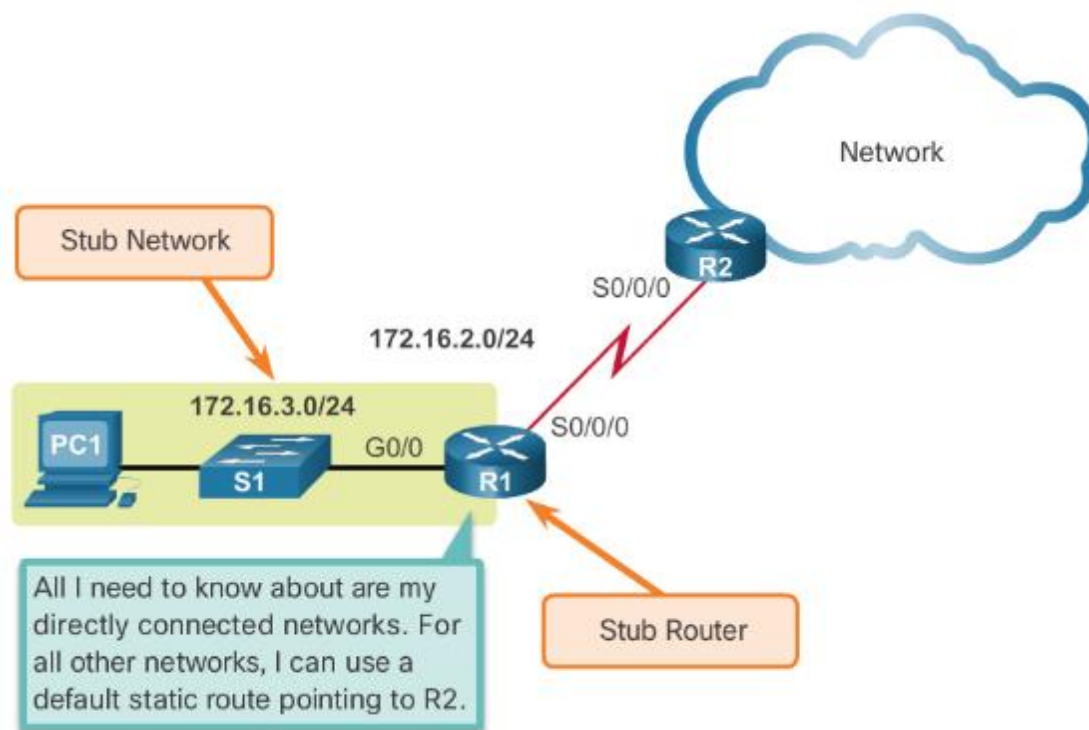 Network
Stub Network
R2
S0/0/0
172.16.2.0/24
172.16.3.0/24
S0/0/0
PC1
G0/0
S1
R1
All I need to know about are my
directly connected networks. For
all other networks, I can use a
default static route pointing to R2.
Stub Router